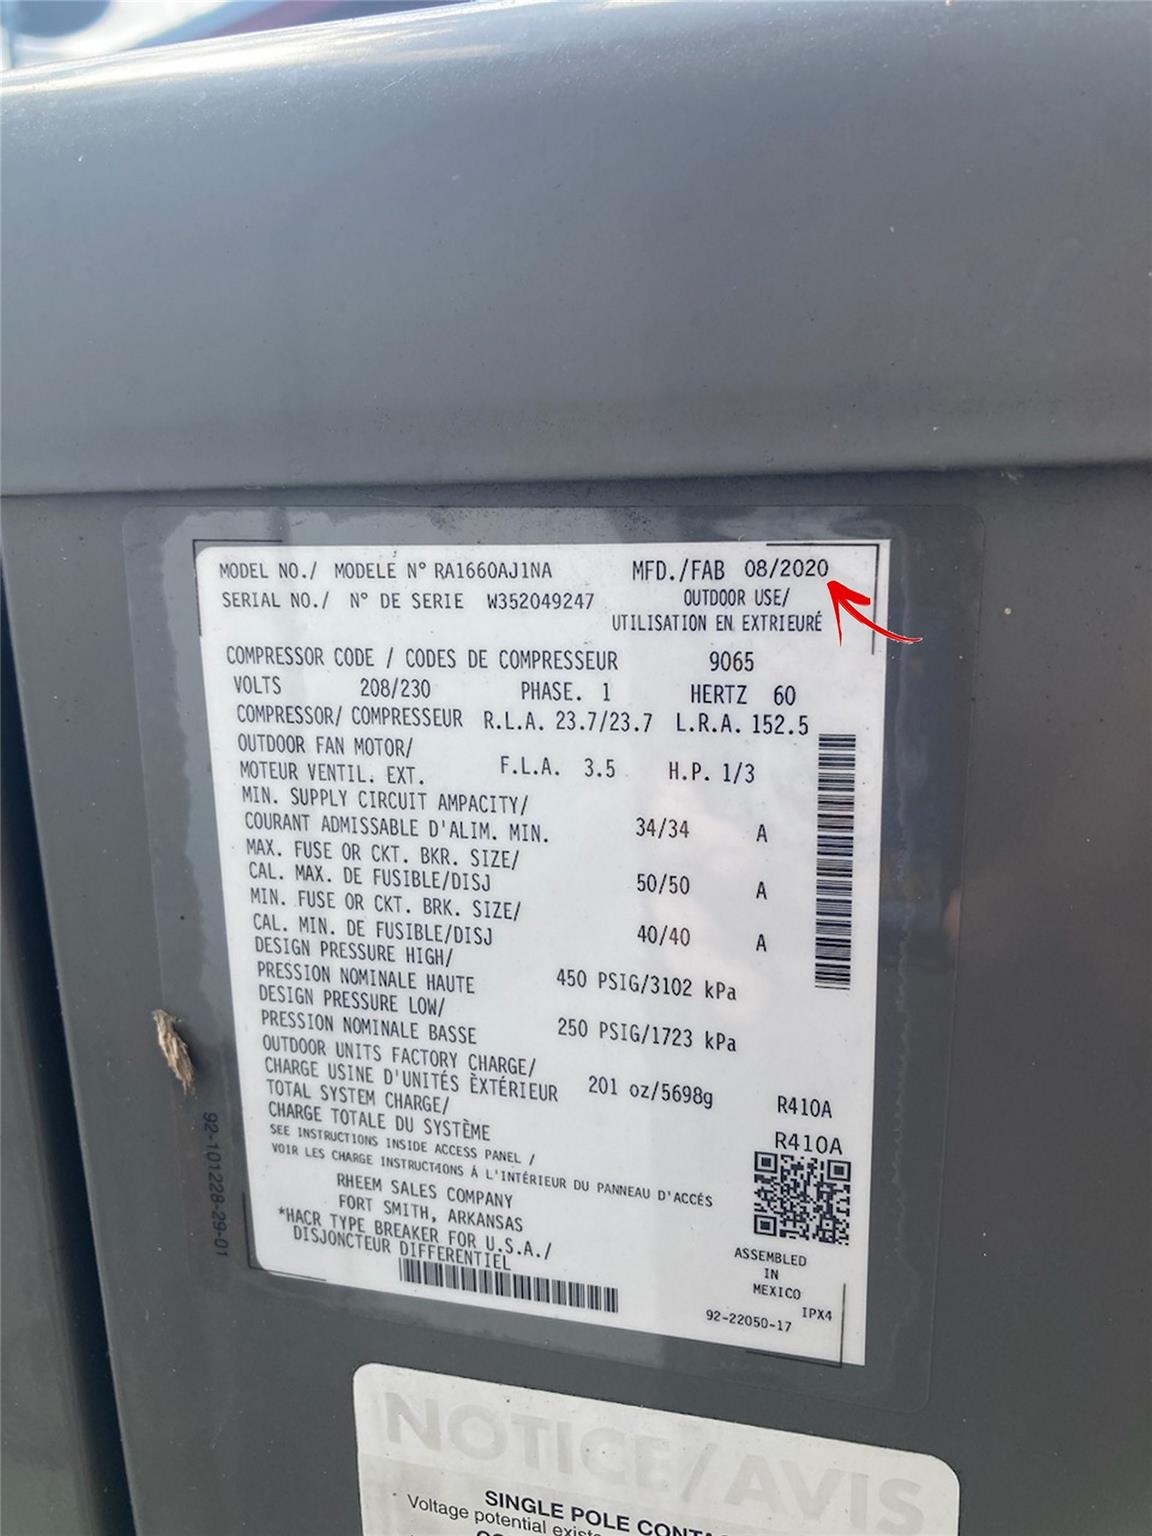 MODEL NO./ MODELE N° RA1660AJ1NA MFD./FAB 08/2020
SERIAL NO./ N° DE SERIE W352049247 OUTDOOR USE/
UTILISATION EN EXTRIEURÉ
COMPRESSOR CODE / CODES DE COMPRESSEUR 9065
VOLTS 208/230 PHASE. 1 HERTZ 60
COMPRESSOR/ COMPRESSEUR R.L.A. 23.7/23.7 L.R.A. 152.5
OUTDOOR FAN MOTOR/
MOTEUR VENTIL. EXT. F.L.A. 3.5 H.P. 1/3
MIN. SUPPLY CIRCUIT AMPACITY/
COURANT ADMISSABLE D'ALIM. MIN. 34/34 A
MAX. FUSE OR CKT. BKR. SIZE/
CAL. MAX. DE FUSIBLE/DISJ 50/50 A
MIN. FUSE OR CKT. BRK. SIZE/
CAL. MIN. DE FUSIBLE/DISJ 40/40 A
DESIGN PRESSURE HIGH/
PRESSION NOMINALE HAUTE 450 PSIG/3102 kPa
DESIGN PRESSURE LOW/
PRESSION NOMINALE BASSE 250 PSIG/1723 kPa
OUTDOOR UNITS FACTORY CHARGE/
CHARGE USINE D'UNITÉS ÈXTÉRIEUR 201 oz/5698g R410A
TOTAL SYSTEM CHARGE/
CHARGE TOTALE DU SYSTÈME R410A
SEE INSTRUCTIONS INSIDE ACCESS PANEL /
VOIR LES CHARGE INSTRUCTIONS Á L'INTÉRIEUR DU PANNEAU D'ACCÉS
RHEEM SALES COMPANY
FORT SMITH, ARKANSAS
*HACR TYPE BREAKER FOR U.S.A./
DISJONCTEUR DIFFERENTIEL
ASSEMBLED
IN
MEXICO
IPX4
92-22050-17
92-101228-29-01
NOTICE/AVIS
SINGLE POLE
Voltage potential